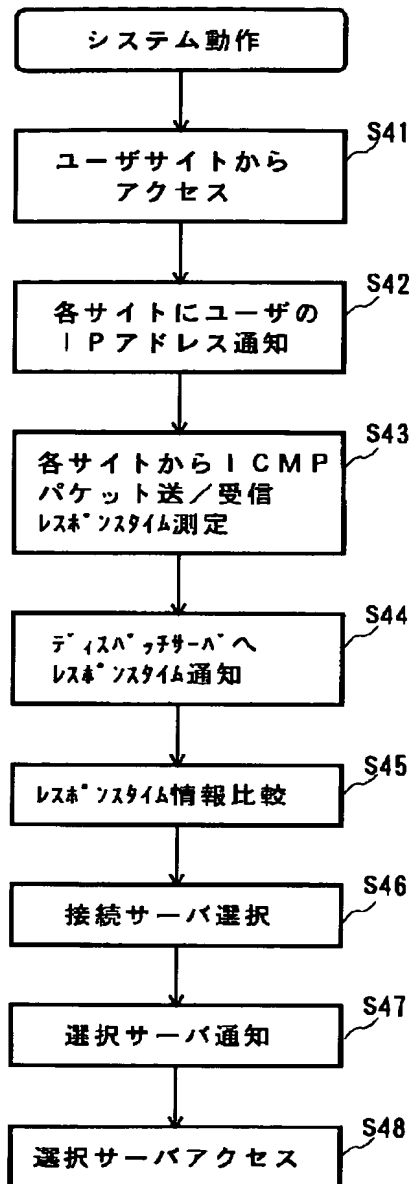 システム動作
S41
ユーザサイトから
アクセス
S42
各サイトにユーザの
IPアドレス通知
S43
各サイトからICMP
パケット送/受信
ﾚｽﾎﾟﾝｽﾀｲﾑ測定
S44
ﾃﾞｨｽﾊﾟｯﾁｻｰﾊﾞへ
ﾚｽﾎﾟﾝｽﾀｲﾑ通知
S45
ﾚｽﾎﾟﾝｽﾀｲﾑ情報比較
S46
接続サーバ選択
S47
選択サーバ通知
S48
選択サーバアクセス